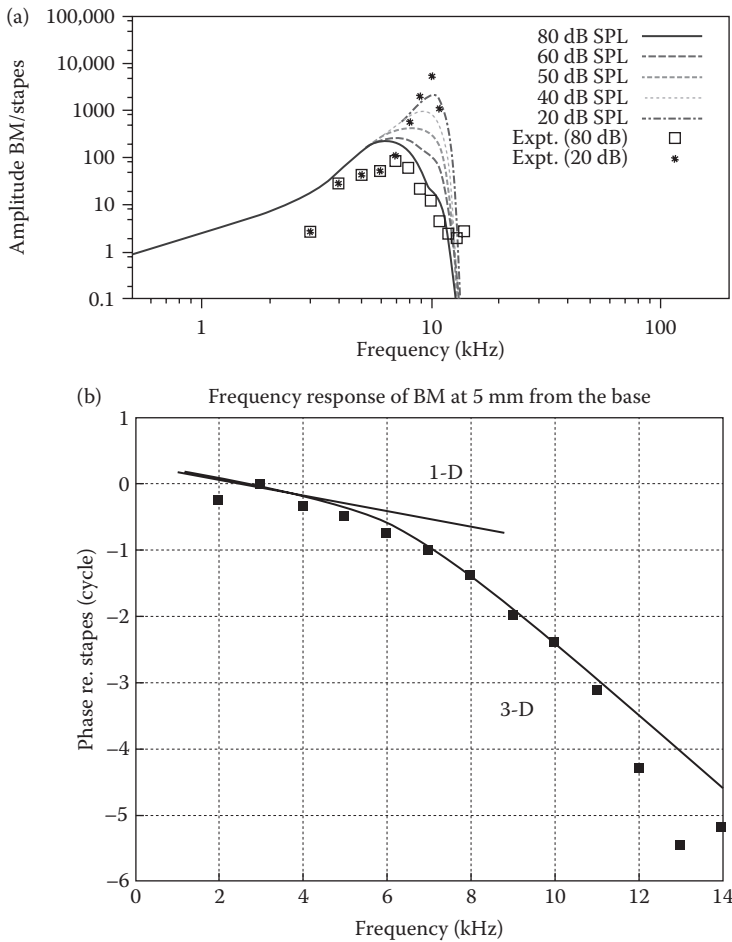 (a)
100,000
10,000
1000
100
10
1
0.1
Amplitude BM/stapes
80 dB SPL
60 dB SPL
50 dB SPL
40 dB SPL
20 dB SPL
Expt. (80 dB)
Expt. (20 dB)
1
10
100
Frequency (kHz)
(b)
Frequency response of BM at 5 mm from the base
1
0
−1
−2
−3
−4
−5
−6
Phase re. stapes (cycle)
1-D
3-D
0
2
4
6
8
10
12
14
Frequency (kHz)